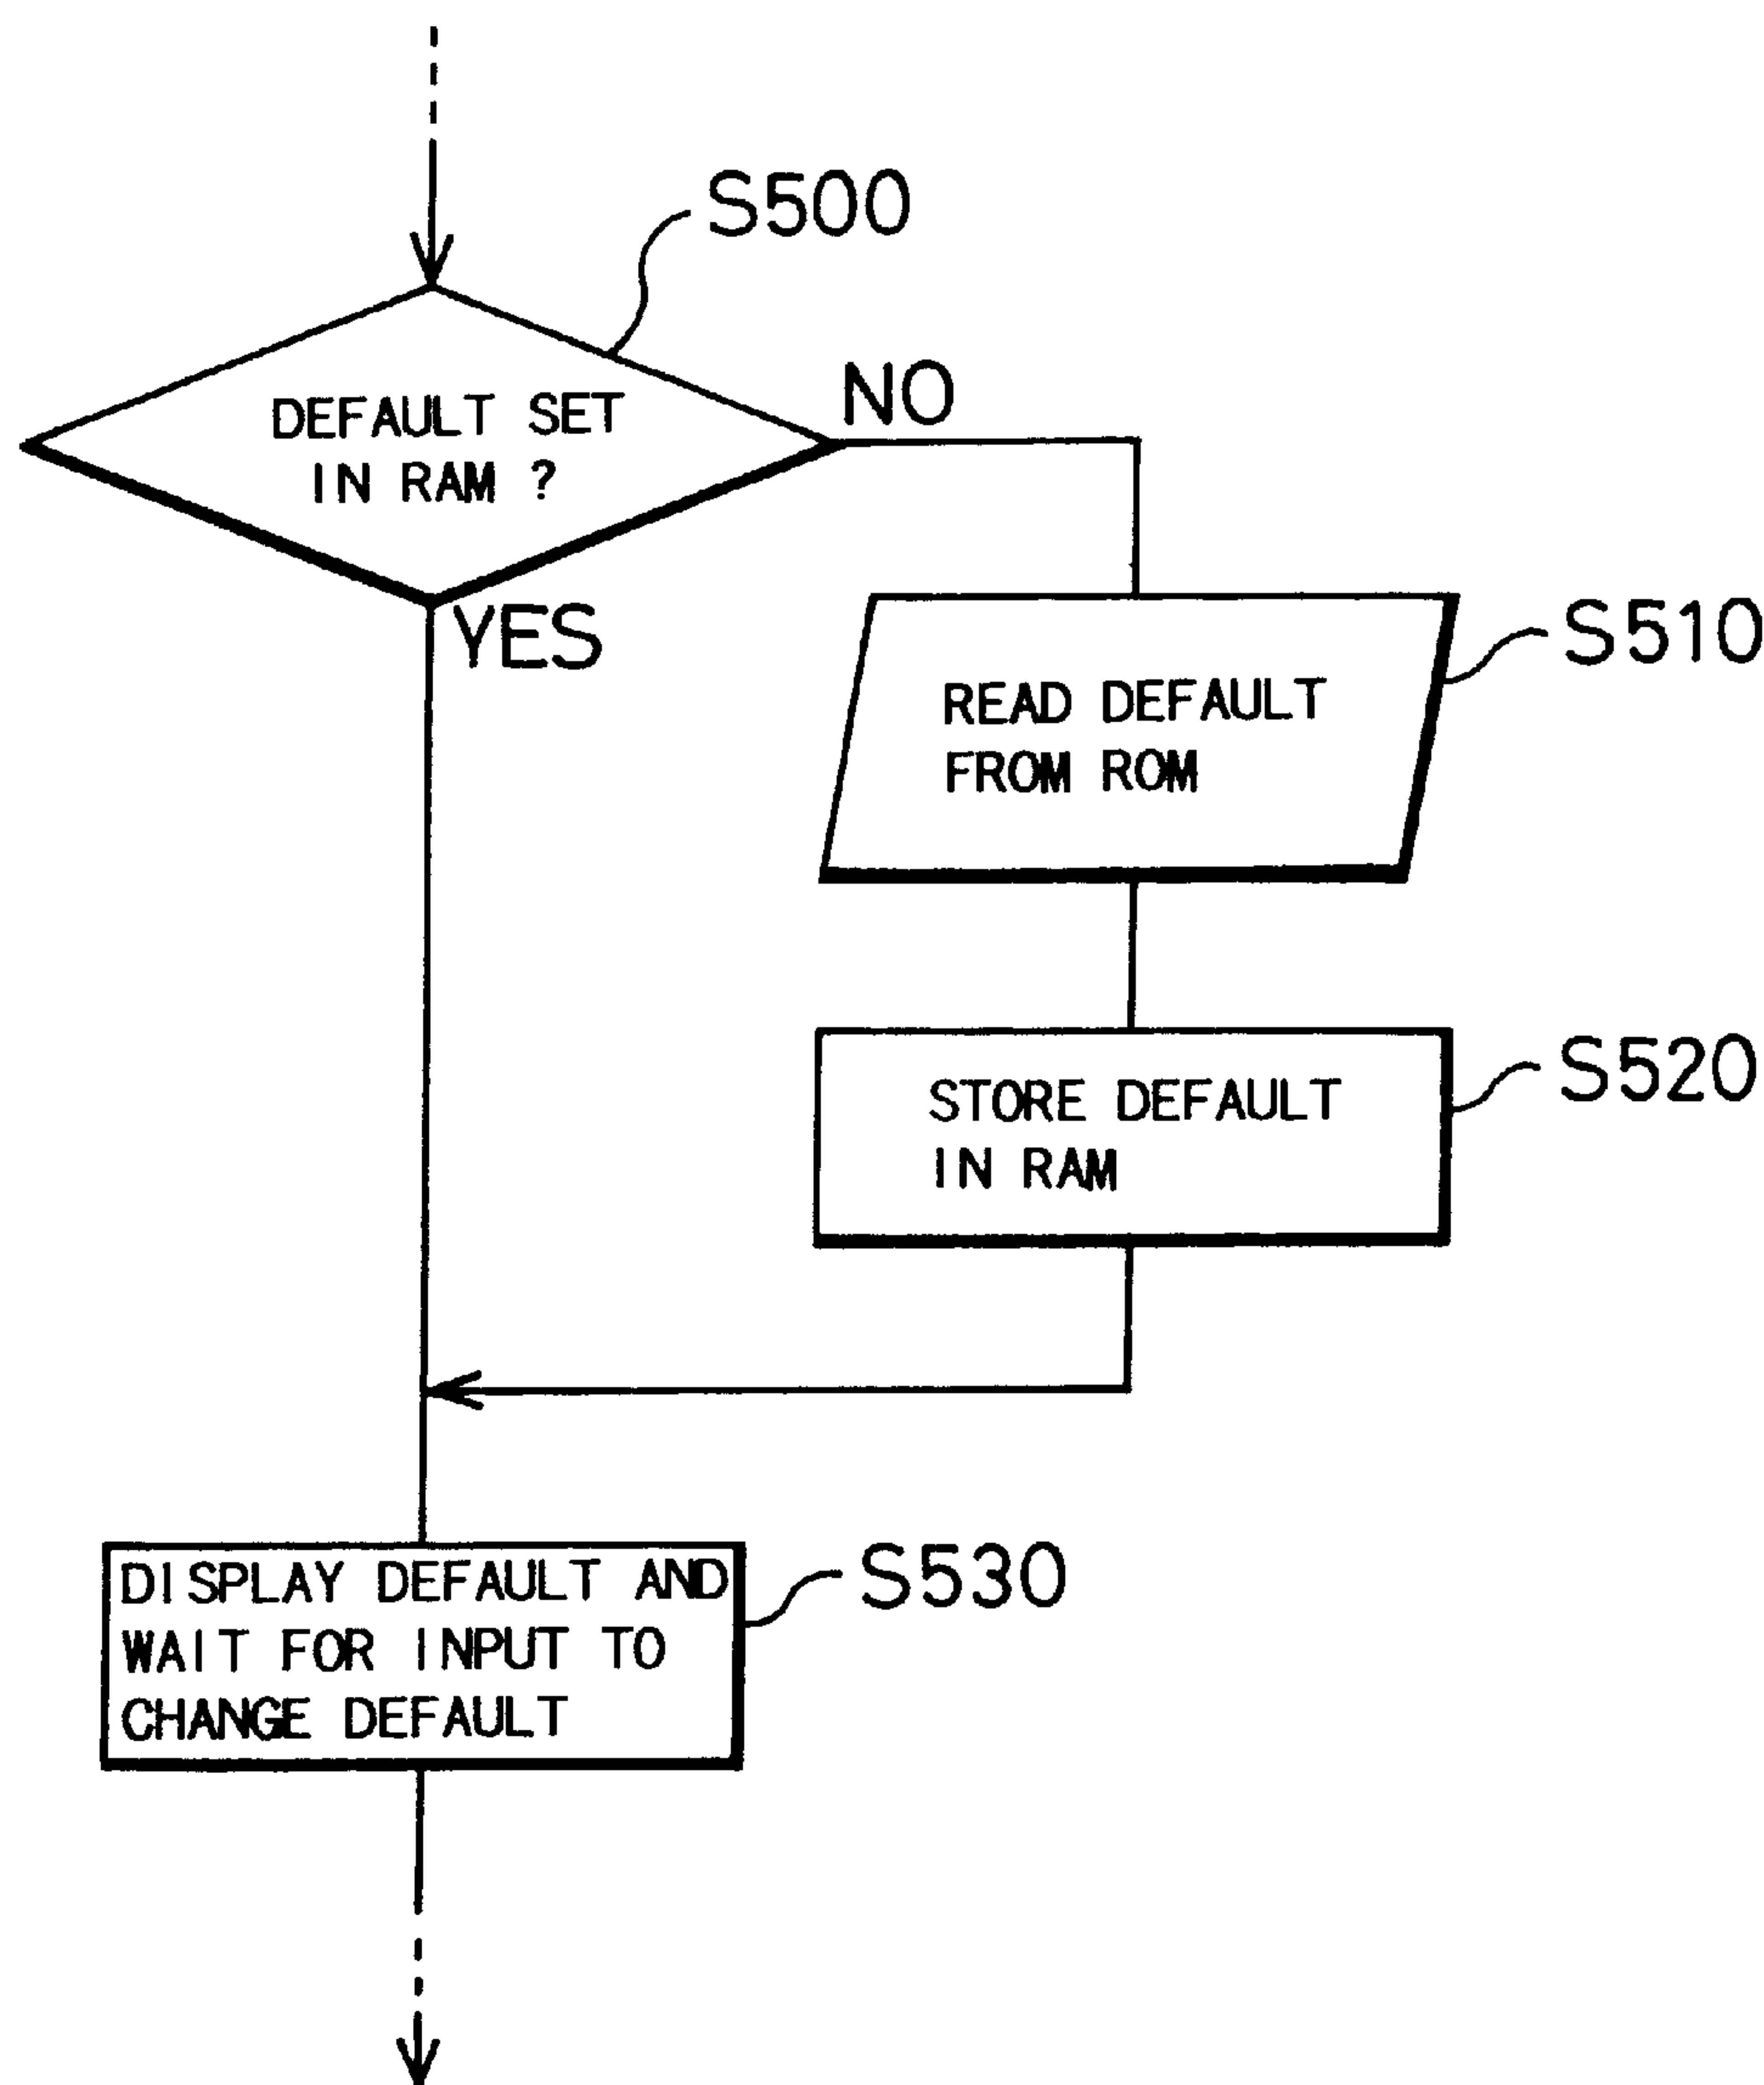 S500
DEFAULT SET
IN RAM ?
NO
YES
S510
READ DEFAULT
FROM ROM
S520
STORE DEFAULT
IN RAM
S530
DISPLAY DEFAULT AND
WAIT FOR INPUT TO
CHANGE DEFAULT